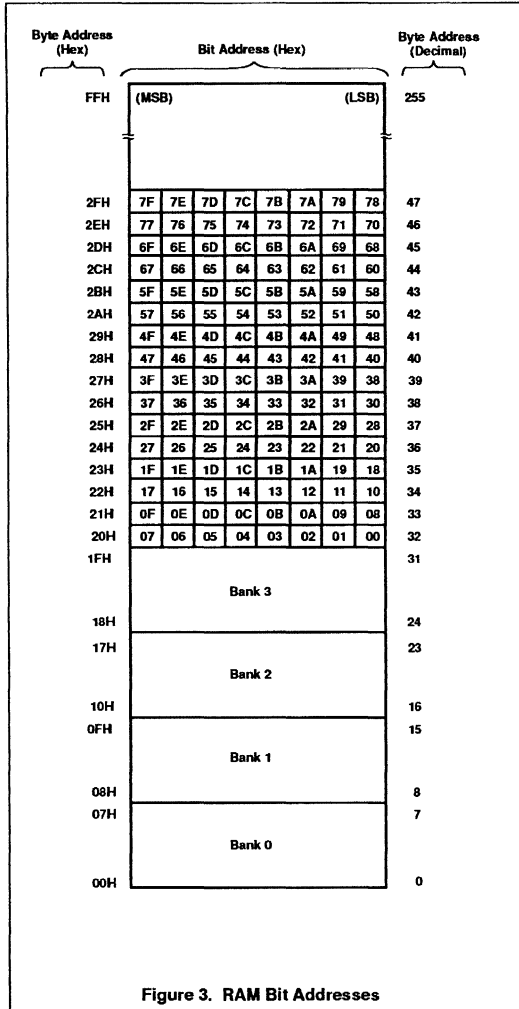 Byte Address
(Hex)
Bit Address (Hex)
Byte Address
(Decimal)
FFH (MSB) (LSB) 255
2FH 7F 7E 7D 7C 7B 7A 79 78 47
2EH 77 76 75 74 73 72 71 70 46
2DH 6F 6E 6D 6C 6B 6A 69 68 45
2CH 67 66 65 64 63 62 61 60 44
2BH 5F 5E 5D 5C 5B 5A 59 58 43
2AH 57 56 55 54 53 52 51 50 42
29H 4F 4E 4D 4C 4B 4A 49 48 41
28H 47 46 45 44 43 42 41 40 40
27H 3F 3E 3D 3C 3B 3A 39 38 39
26H 37 36 35 34 33 32 31 30 38
25H 2F 2E 2D 2C 2B 2A 29 28 37
24H 27 26 25 24 23 22 21 20 36
23H 1F 1E 1D 1C 1B 1A 19 18 35
22H 17 16 15 14 13 12 11 10 34
21H 0F 0E 0D 0C 0B 0A 09 08 33
20H 07 06 05 04 03 02 01 00 32
1FH 31
Bank 3
18H 24
17H 23
Bank 2
10H 16
0FH 15
Bank 1
08H 8
07H 7
Bank 0
00H 0
Figure 3. RAM Bit Addresses